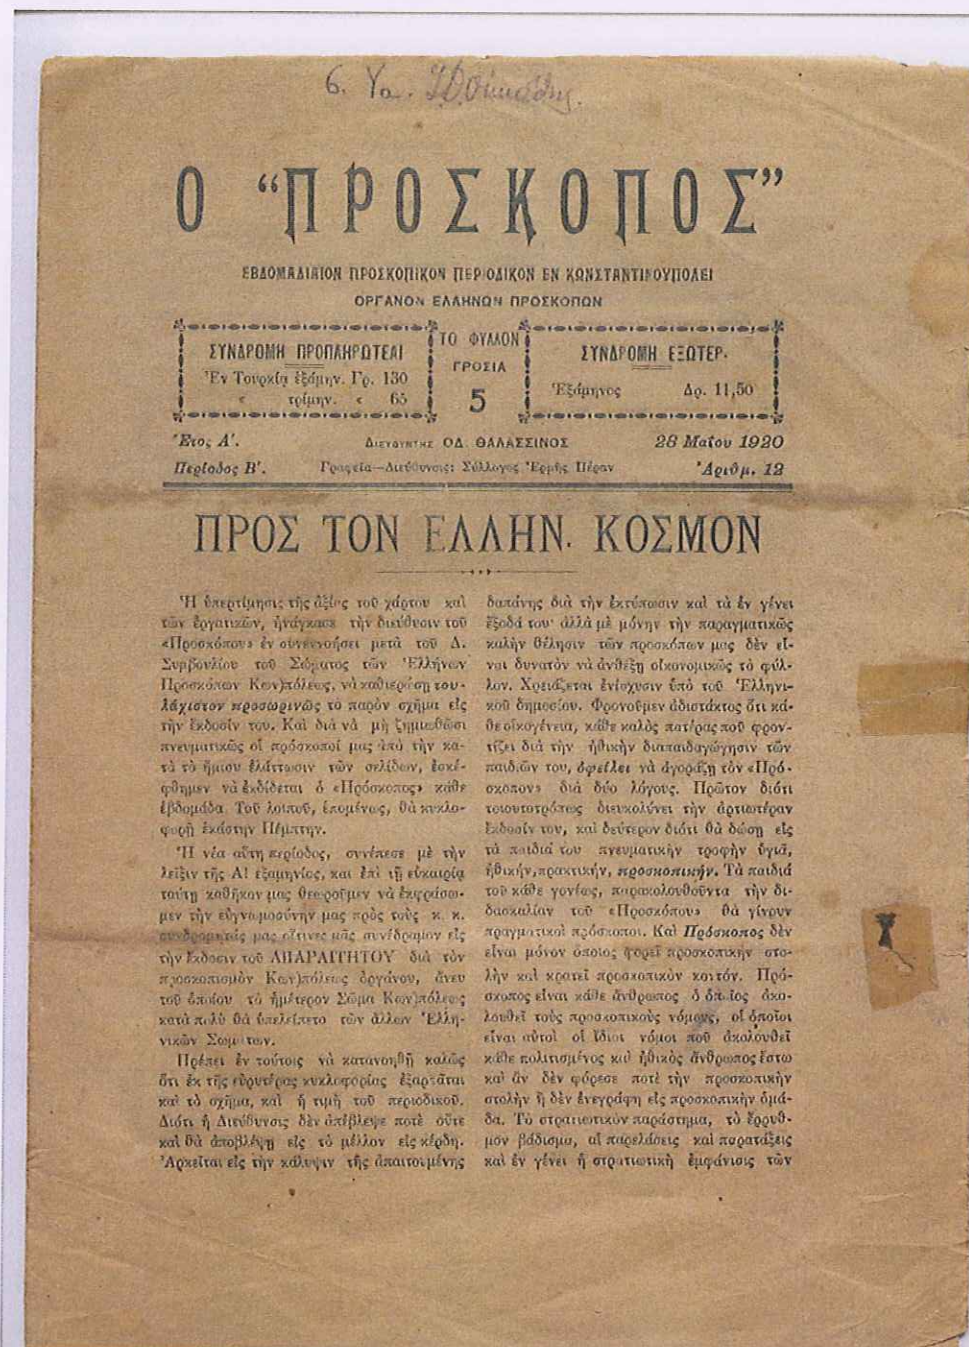 6. Υα.
Ο “ΠΡΟΣΚΟΠΟΣ”
ΕΒΔΟΜΑΔΙΑΙΟΝ ΠΡΟΣΚΟΠΙΚΟΝ ΠΕΡΙΟΔΙΚΟΝ ΕΝ ΚΩΝΣΤΑΝΤΙΝΟΥΠΟΛΕΙ
ΟΡΓΑΝΟΝ ΕΛΛΗΝΩΝ ΠΡΟΣΚΟΠΩΝ
ΣΥΝΔΡΟΜΗ ΠΡΟΠΛΗΡΩΤΕΑΙ
Ἐν Τουρκίᾳ ἑξάμην. Γρ. 130
« τρίμην. « 65
ΤΟ ΦΥΛΛΟΝ
ΓΡΟΣΙΑ
5
ΣΥΝΔΡΟΜΗ ΕΞΩΤΕΡ.
Ἑξάμηνος Δρ. 11,50
Ἔτος Α'. Διευθυντης ΟΔ. ΘΑΛΑΣΣΙΝΟΣ 28 Μαΐου 1920
Περίοδος Β'. Γραφεῖα—Διεύθυνσις: Σύλλογος Ἑρμῆς Πέραν Ἀριθμ. 12
ΠΡΟΣ ΤΟΝ ΕΛΛΗΝ. ΚΟΣΜΟΝ
Ἡ ὑπερτίμησις τῆς ἀξίας τοῦ χάρτου καὶ
τῶν ἐργατικῶν, ἠνάγκασε τὴν διεύθυνσιν τοῦ
«Προσκόπου» ἐν συνεννοήσει μετὰ τοῦ Δ.
Συμβουλίου τοῦ Σώματος τῶν Ἑλλήνων
Προσκόπων Κων)πόλεως, νὰ καθιερώσῃ τοὐ-
λάχιστον προσωρινῶς τὸ παρὸν σχῆμα εἰς
τὴν ἔκδοσίν του. Καὶ διὰ νὰ μὴ ζημιωθῶσι
πνευματικῶς οἱ πρόσκοποί μας ἀπὸ τὴν κα-
τὰ τὸ ἥμισυ ἐλάττωσιν τῶν σελίδων, ἐσκέ-
φθημεν νὰ ἐκδίδεται ὁ «Πρόσκοπος» κάθε
ἑβδομάδα. Τοῦ λοιποῦ, ἑπομένως, θὰ κυκλο-
φορῇ ἑκάστην Πέμπτην.
Ἡ νέα αὕτη περίοδος, συνέπεσε μὲ τὴν
λεῖξιν τῆς Α! ἑξαμηνίας, καὶ ἐπὶ τῇ εὐκαιρίᾳ
ταύτῃ καθῆκον μας θεωροῦμεν νὰ ἐκφράσω-
μεν τὴν εὐγνωμοσύνην μας πρὸς τοὺς κ. κ.
συνδρομητάς μας οἵτινες μᾶς συνέδραμον εἰς
τὴν ἔκδοσιν τοῦ ΑΠΑΡΑΙΤΗΤΟΥ διὰ τὸν
προσκοπισμὸν Κων)πόλεως ὀργάνου, ἄνευ
τοῦ ὁποίου τὸ ἡμέτερον Σῶμα Κων)πόλεως
κατὰ πολὺ θὰ ὑπελείπετο τῶν ἄλλων Ἑλλη-
νικῶν Σωμάτων.
Πρέπει ἐν τούτοις νὰ κατανοηθῇ καλῶς
ὅτι ἐκ τῆς εὐρυτέρας κυκλοφορίας ἐξαρτᾶται
καὶ τὸ σχῆμα, καὶ ἡ τιμὴ τοῦ περιοδικοῦ.
Διότι ἡ Διεύθυνσις δὲν ἀπέβλεψε ποτὲ οὔτε
καὶ θὰ ἀποβλέψῃ εἰς τὸ μέλλον εἰς κέρδη.
Ἀρκεῖται εἰς τὴν κάλυψιν τῆς ἀπαιτουμένης
δαπάνης διὰ τὴν ἐκτύπωσιν καὶ τὰ ἐν γένει
ἔξοδά του· ἀλλὰ μὲ μόνην τὴν παραγματικῶς
καλὴν θέλησιν τῶν προσκόπων μας δὲν εἶ-
ναι δυνατὸν νὰ ἀνθέξῃ οἰκονομικῶς τὸ φύλ-
λον. Χρειάζεται ἐνίσχυσιν ὑπὸ τοῦ Ἑλληνι-
κοῦ δημοσίου. Φρονοῦμεν ἀδιστάκτως ὅτι κά-
θε οἰκογένεια, κάθε καλὸς πατέρας ποῦ φρον-
τίζει διὰ τὴν ἠθικὴν διαπαιδαγώγησιν τῶν
παιδιῶν του, ὀφείλει νὰ ἀγοράζῃ τὸν «Πρό-
σκοπον» διὰ δύο λόγους. Πρῶτον διότι
τοιουτοτρόπως διευκολύνει τὴν ἀρτιωτέραν
ἔκδοσίν του, καὶ δεύτερον διότι θὰ δώσῃ εἰς
τὰ παιδιά του πνευματικὴν τροφὴν ὑγιᾶ,
ἠθικήν, πρακτικήν, προσκοπικήν. Τὰ παιδιὰ
τοῦ κάθε γονέως, παρακολουθοῦντα τὴν δι-
δασκαλίαν τοῦ «Προσκόπου» θὰ γίνουν
πραγματικοὶ πρόσκοποι. Καὶ Πρόσκοπος δὲν
εἶναι μόνον ὁποῖος φορεῖ προσκοπικὴν στο-
λὴν καὶ κρατεῖ προσκοπικὸν κοντόν. Πρό-
σκοπος εἶναι κάθε ἄνθρωπος ὁ ὁποῖος ἀκο-
λουθεῖ τοὺς προσκοπικοὺς νόμους, οἱ ὁποῖοι
εἶναι αὐτοὶ οἱ ἴδιοι νόμοι ποῦ ἀκολουθεῖ
κάθε πολιτισμένος καὶ ἠθικὸς ἄνθρωπος ἔστω
καὶ ἂν δὲν φόρεσε ποτὲ τὴν προσκοπικὴν
στολὴν ἢ δὲν ἐνεγράφη εἰς προσκοπικὴν ὁμά-
δα. Τὸ στρατιωτικὸν παράστημα, τὸ ἔρρυθ-
μον βάδισμα, αἱ παρελάσεις καὶ παρατάξεις
καὶ ἐν γένει ἡ στρατιωτικὴ ἐμφάνισις τῶν